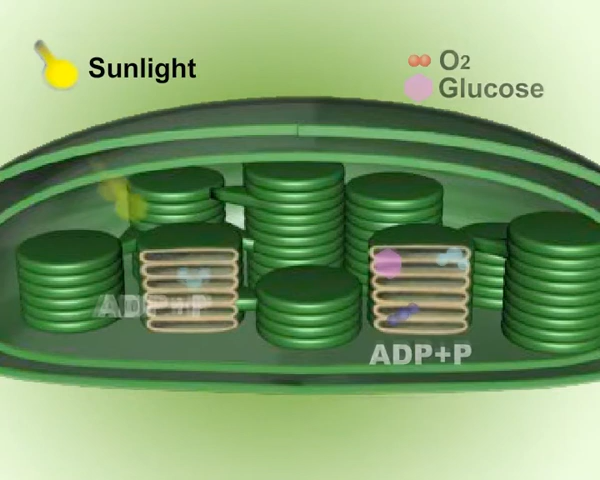 Sunlight
O2
Glucose
ADP+P
ADP+P